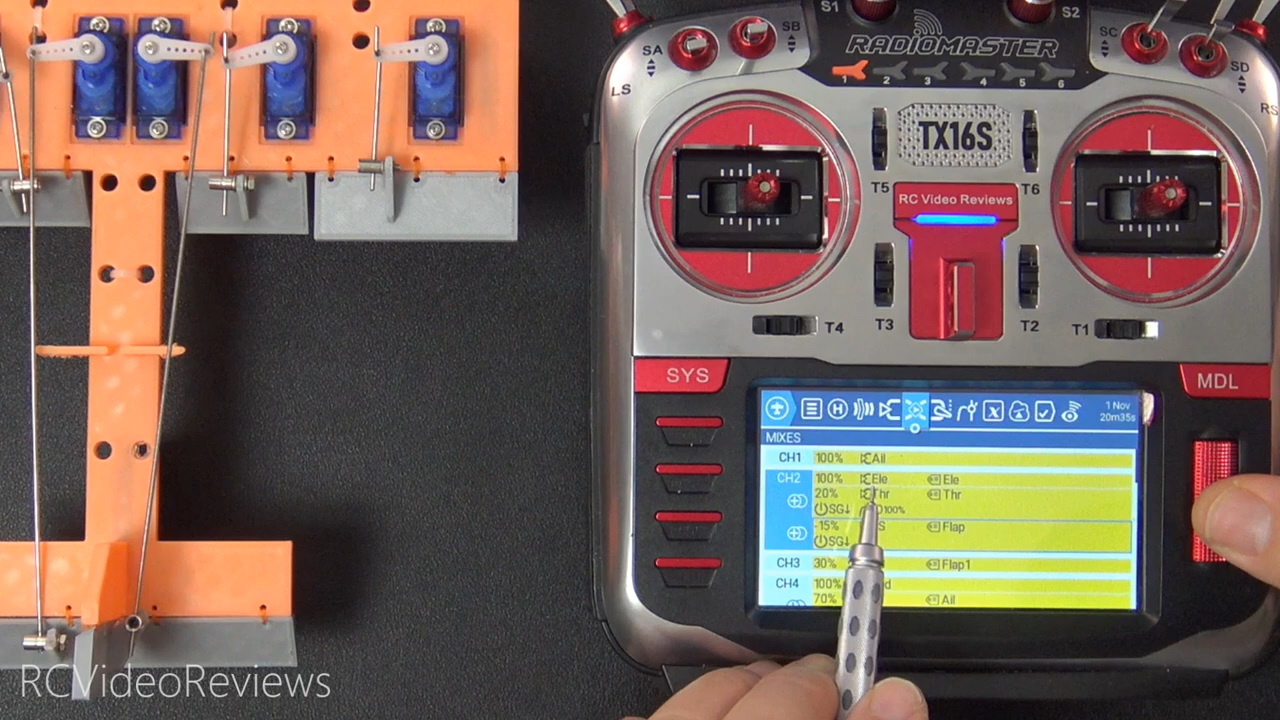 S1
S2
SA
SB
SC
SD
LS
RS
RADIOMASTER
1 2 3 4 5 6
TX16S
T5
T6
RC Video Reviews
T4
T3
T2
T1
SYS
MDL
1 Nov
20m35s
MIXES
CH1 100% Ail
CH2 100% Ele Ele
20% Thr Thr
SG↓ 100%
-15% S Flap
SG↓
CH3 30% Flap1
CH4 100%
70% Ail
RCVideoReviews